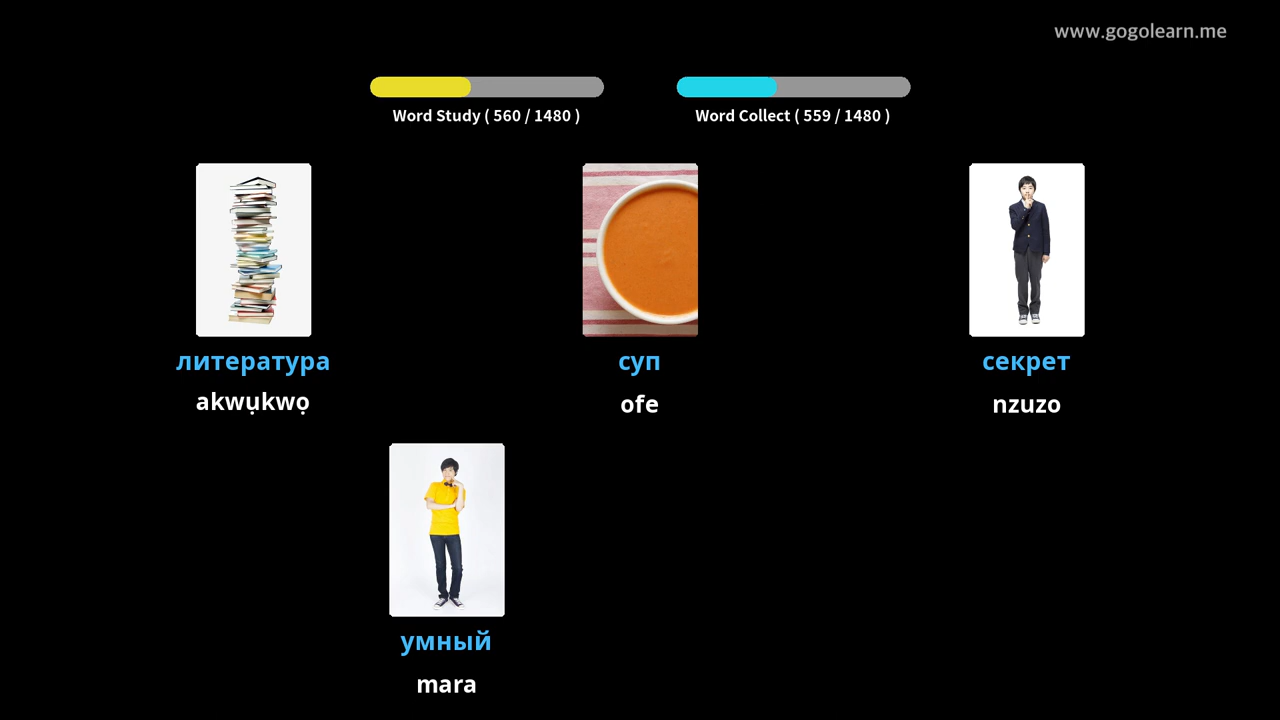 www.gogolearn.me
Word Study ( 560 / 1480 )
Word Collect ( 559 / 1480 )
литература
суп
секрет
akwụkwọ
ofe
nzuzo
умный
mara